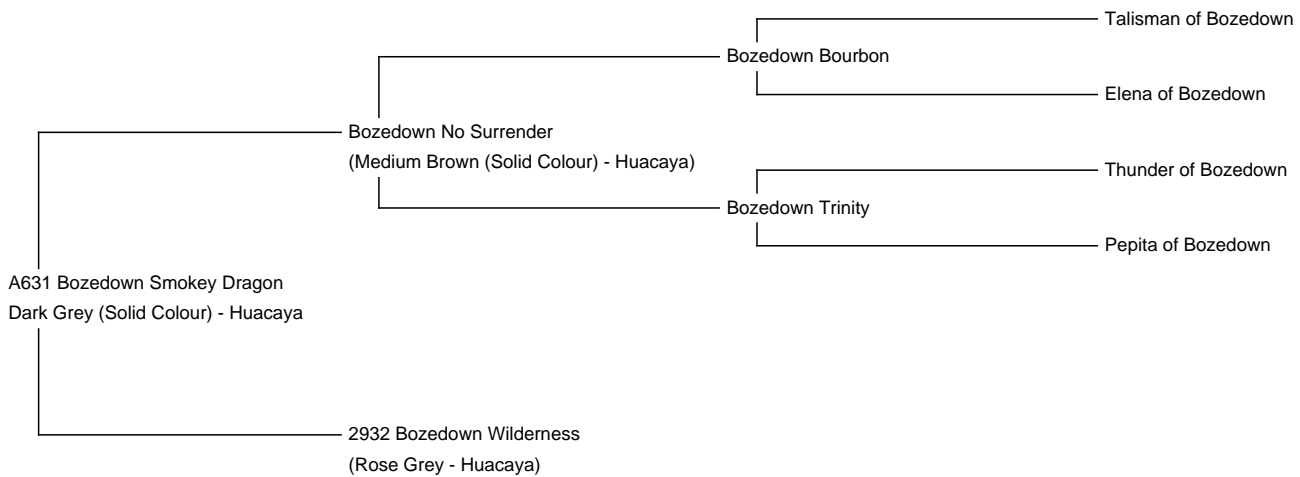 Talisman of Bozedown
Bozedown Bourbon
Elena of Bozedown
Bozedown No Surrender
(Medium Brown (Solid Colour) - Huacaya)
Thunder of Bozedown
Bozedown Trinity
Pepita of Bozedown
A631 Bozedown Smokey Dragon
Dark Grey (Solid Colour) - Huacaya
2932 Bozedown Wilderness
(Rose Grey - Huacaya)